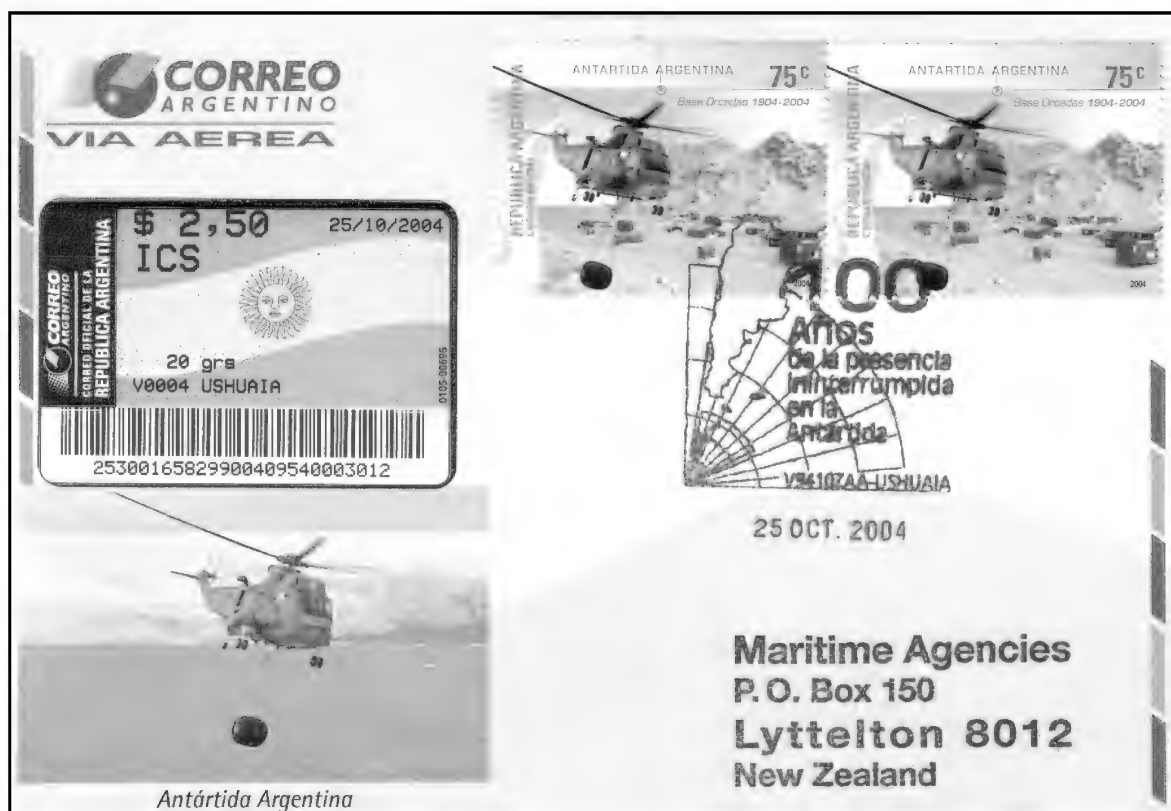 CORREO
ARGENTINO
VIA AEREA
ANTARTIDA ARGENTINA 75c
Base Orcadas 1904-2004
REPUBLICA ARGENTINA
2004
ANTARTIDA ARGENTINA 75c
Base Orcadas 1904-2004
REPUBLICA ARGENTINA
2004
CORREO
ARGENTINO
CORREO OFICIAL DE LA
REPUBLICA ARGENTINA
$ 2,50 25/10/2004
ICS
20 grs
V0004 USHUAIA
0105-00695
25300165829900409540003012
100
Años
de la presencia
ininterrumpida
en la
Antártida
V9410ZAA-USHUAIA
25 OCT. 2004
Maritime Agencies
P.O. Box 150
Lyttelton 8012
New Zealand
Antártida Argentina